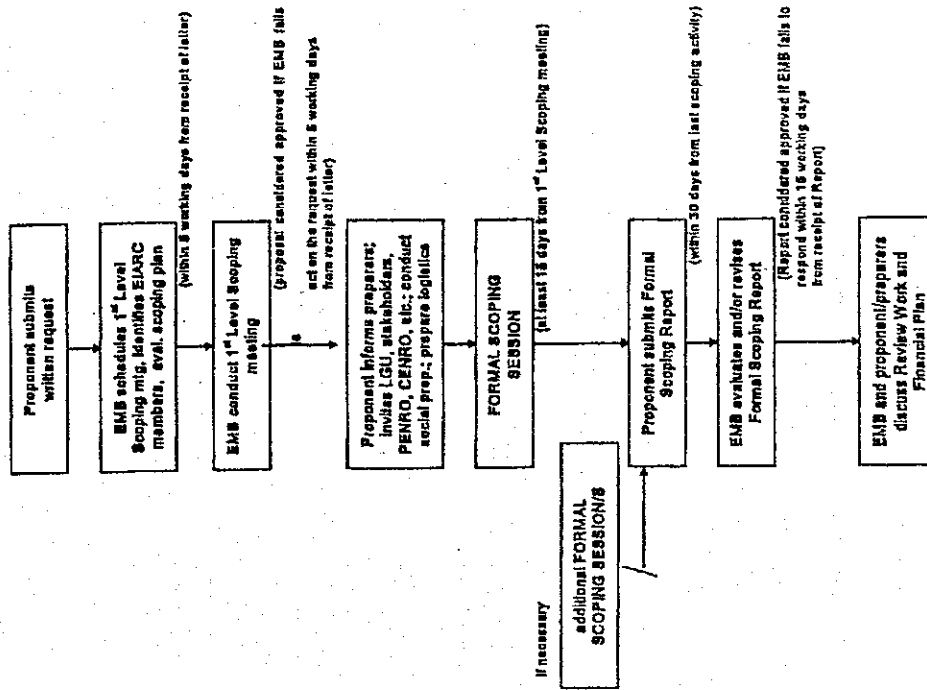 Proponent submits
written request
EMB schedules 1st Level
Scoping mtg, identifies EIARC
members, eval. scoping plan
(within 5 working days from receipt of letter)
EMB conduct 1st Level Scoping
meeting
(proposal considered approved if EMB fails
to
act on the request within 5 working days
from receipt of letter)
Proponent informs preparers;
invites LGU, stakeholders,
PENRO, CENRO, etc.; conduct
social prep.; prepare logistics
FORMAL SCOPING
SESSION
(at least 15 days from 1st Level Scoping meeting)
If necessary
additional FORMAL
SCOPING SESSION/S
Proponent submits Formal
Scoping Report
(within 30 days from last scoping activity)
EMB evaluates and/or revises
Formal Scoping Report
(Report considered approved if EMB fails to
respond within 15 working days
from receipt of Report)
EMB and proponent/preparers
discuss Review Work and
Financial Plan